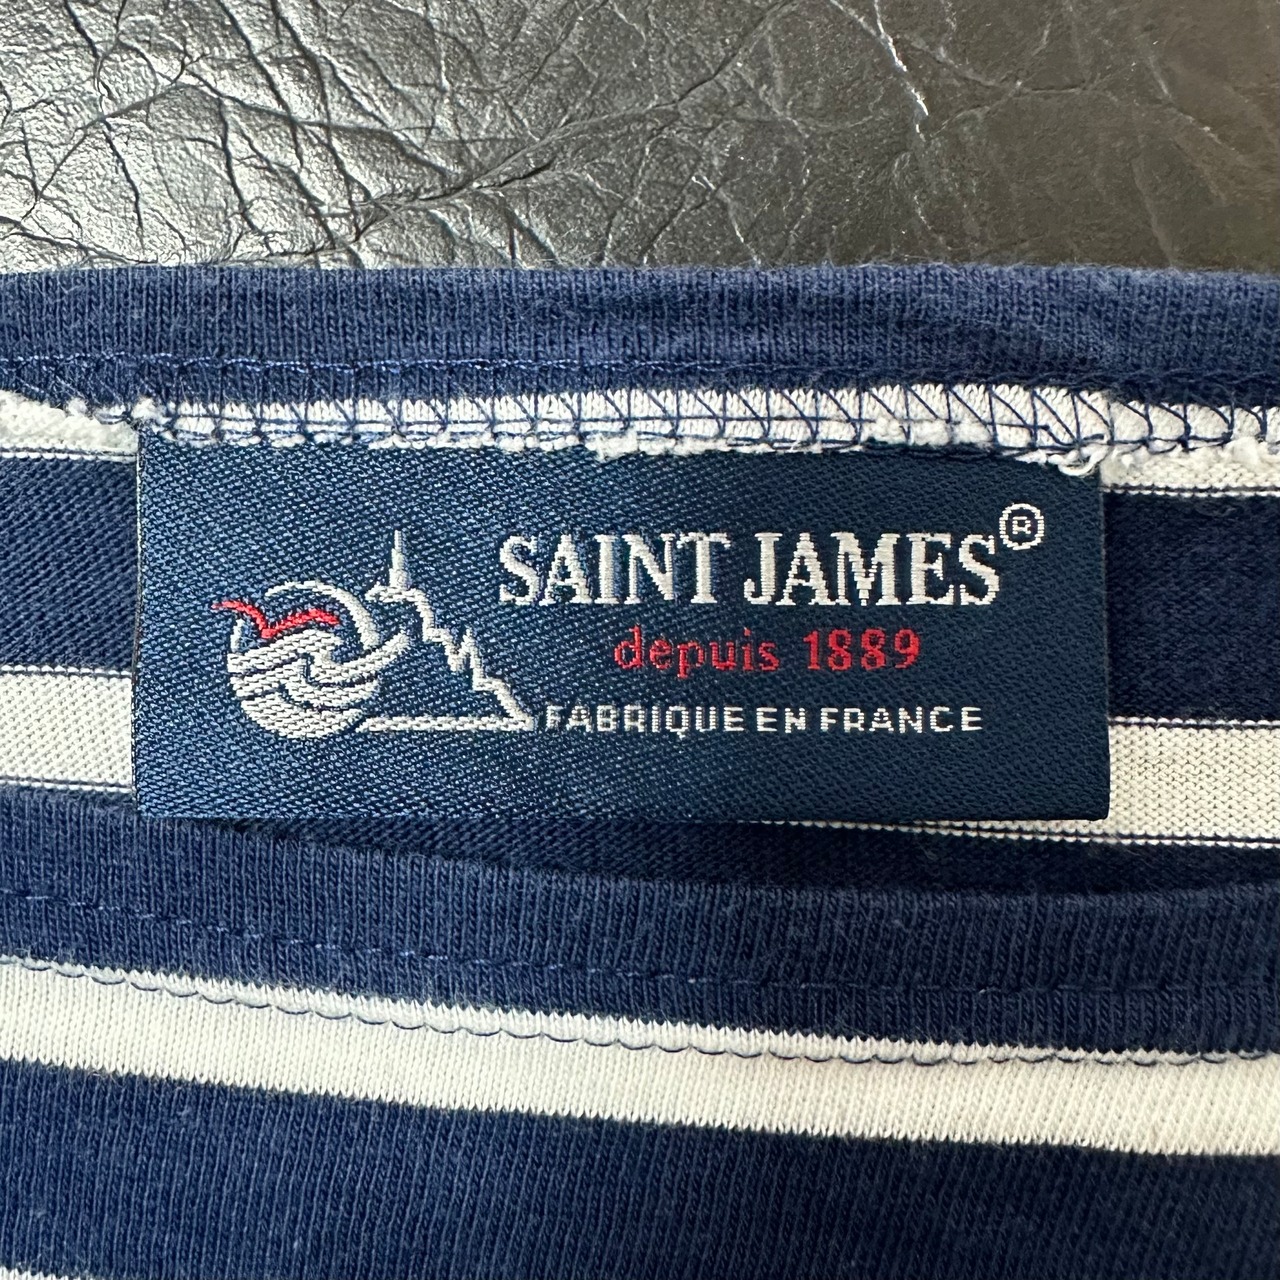 SAINT JAMES®
depuis 1889
FABRIQUE EN FRANCE